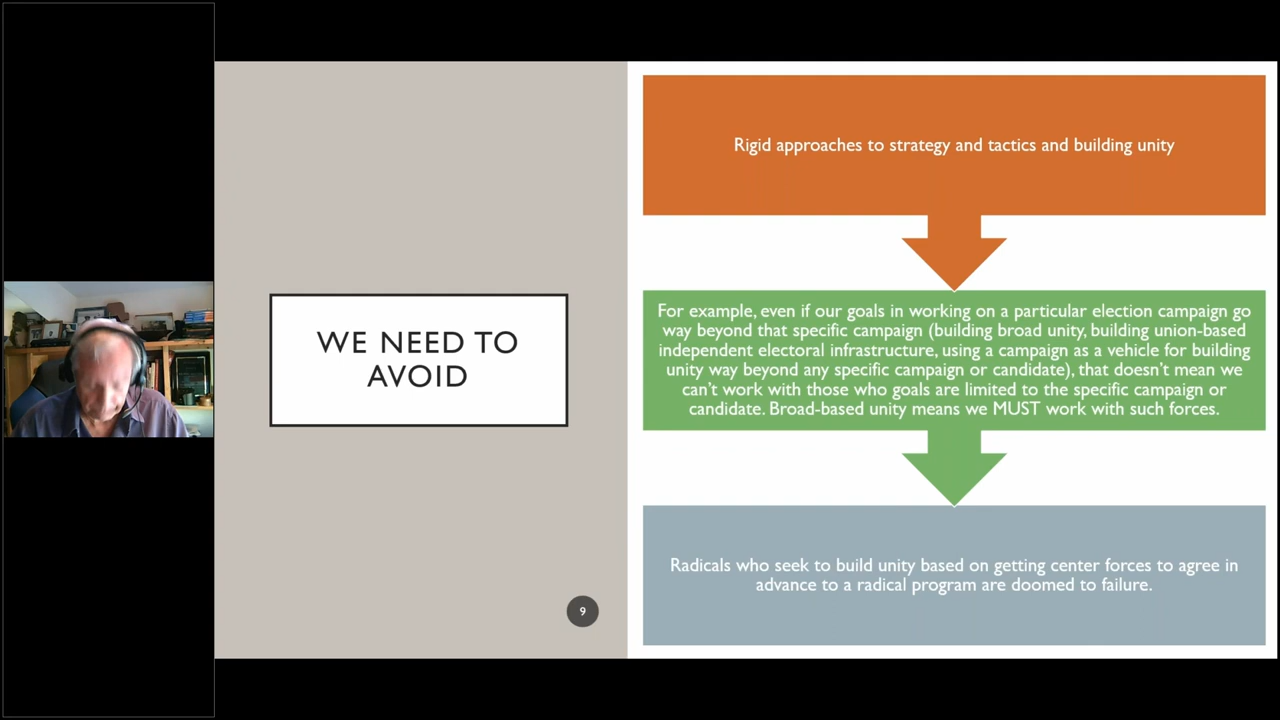 WE NEED TO
AVOID
9
Rigid approaches to strategy and tactics and building unity
For example, even if our goals in working on a particular election campaign go
way beyond that specific campaign (building broad unity, building union-based
independent electoral infrastructure, using a campaign as a vehicle for building
unity way beyond any specific campaign or candidate), that doesn't mean we
can't work with those who goals are limited to the specific campaign or
candidate. Broad-based unity means we MUST work with such forces.
Radicals who seek to build unity based on getting center forces to agree in
advance to a radical program are doomed to failure.